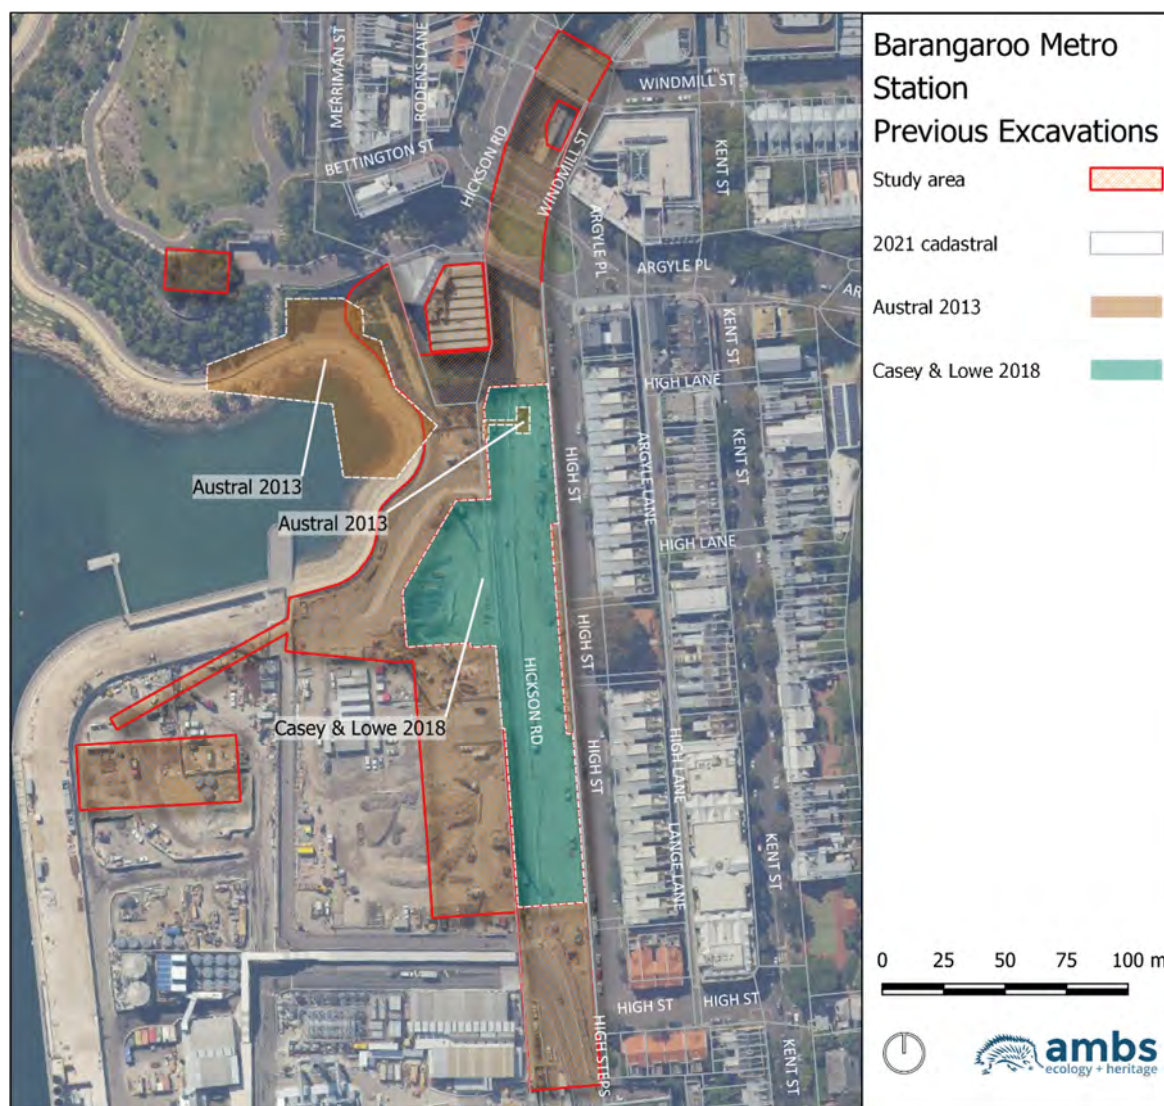 Barangaroo Metro
Station
Previous Excavations
Study area
2021 cadastral
Austral 2013
Casey & Lowe 2018
0 25 50 75 100 m
ambs
ecology + heritage
MERRIMAN ST
RODENS LANE
BETTINGTON ST
HICKSON RD
WINDMILL ST
WINDMILL ST
KENT ST
ARGYLE PL
ARGYLE PL
AR
KENT ST
HIGH LANE
ARGYLE LANE
KENT ST
HIGH ST
HIGH LANE
Austral 2013
Austral 2013
HIGH ST
HICKSON RD
Casey & Lowe 2018
HIGH ST
HIGH LANE
LANGE LANE
KENT ST
HIGH ST
HIGH ST
HIGH STEPS
KENT ST